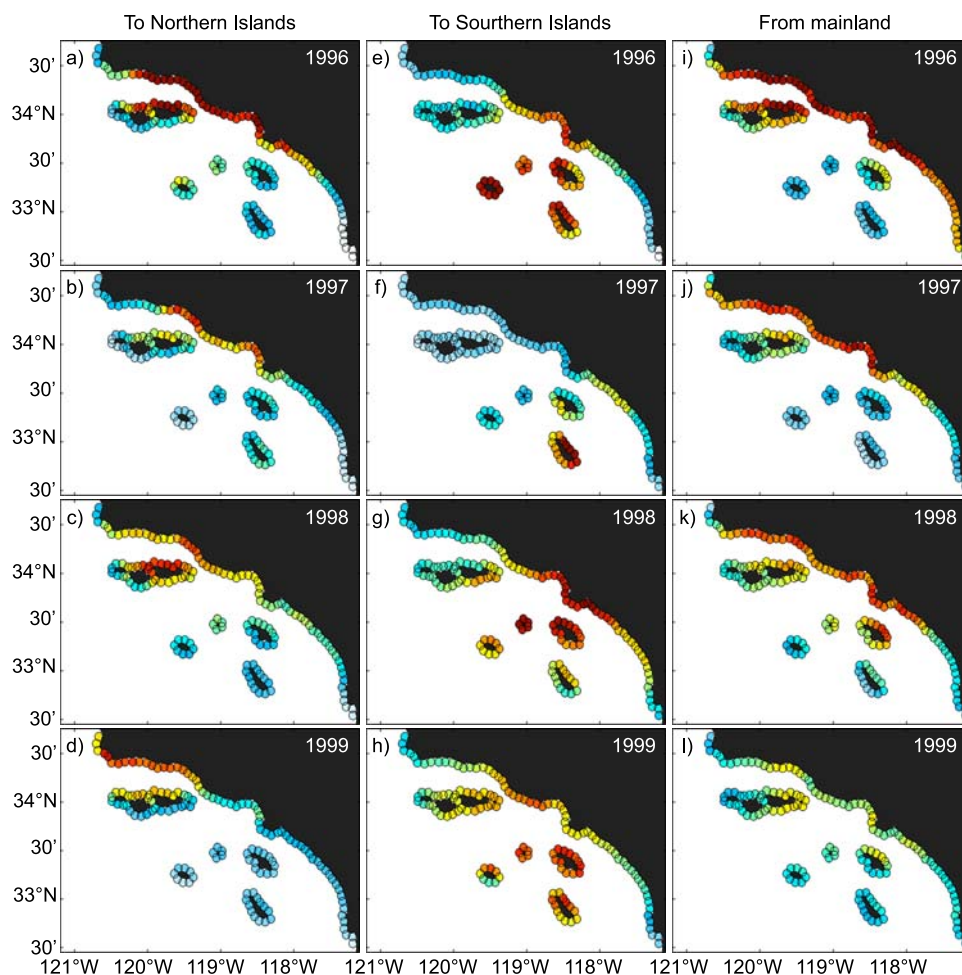 To Northern Islands To Sourthern Islands From mainland
a) 1996 e) 1996 i) 1996
30'
34°N
30'
33°N
30'
b) 1997 f) 1997 j) 1997
30'
34°N
30'
33°N
30'
c) 1998 g) 1998 k) 1998
30'
34°N
30'
33°N
30'
d) 1999 h) 1999 l) 1999
30'
34°N
30'
33°N
30'
121°W 120°W 119°W 118°W 121°W 120°W 119°W 118°W 121°W 120°W 119°W 118°W